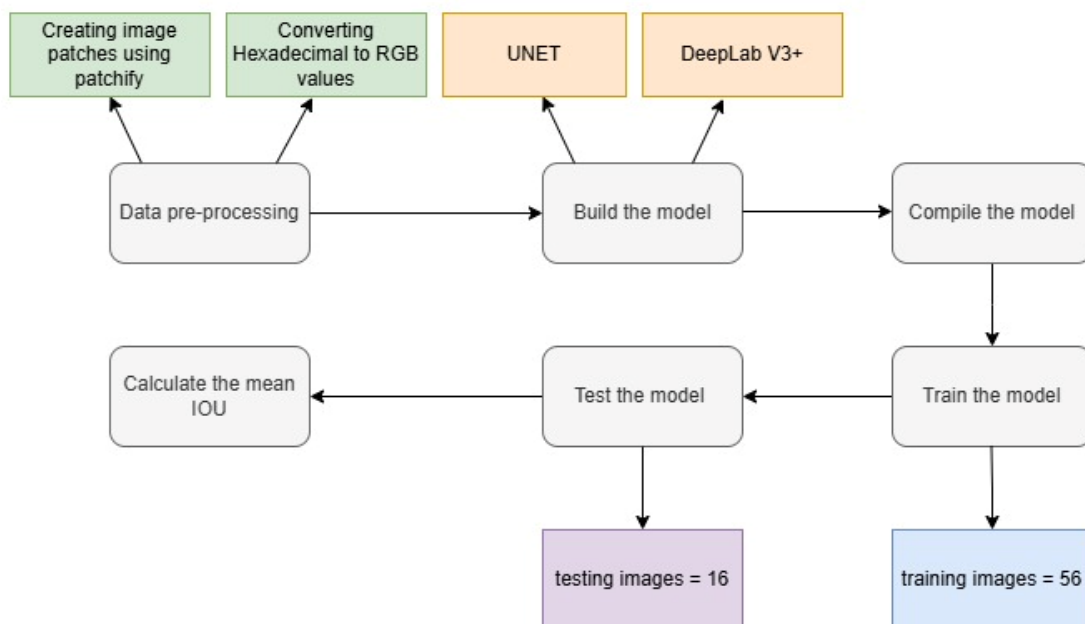 Creating image
patches using
patchify
Converting
Hexadecimal to RGB
values
UNET
DeepLab V3+
Data pre-processing
Build the model
Compile the model
Calculate the mean
IOU
Test the model
Train the model
testing images = 16
training images = 56